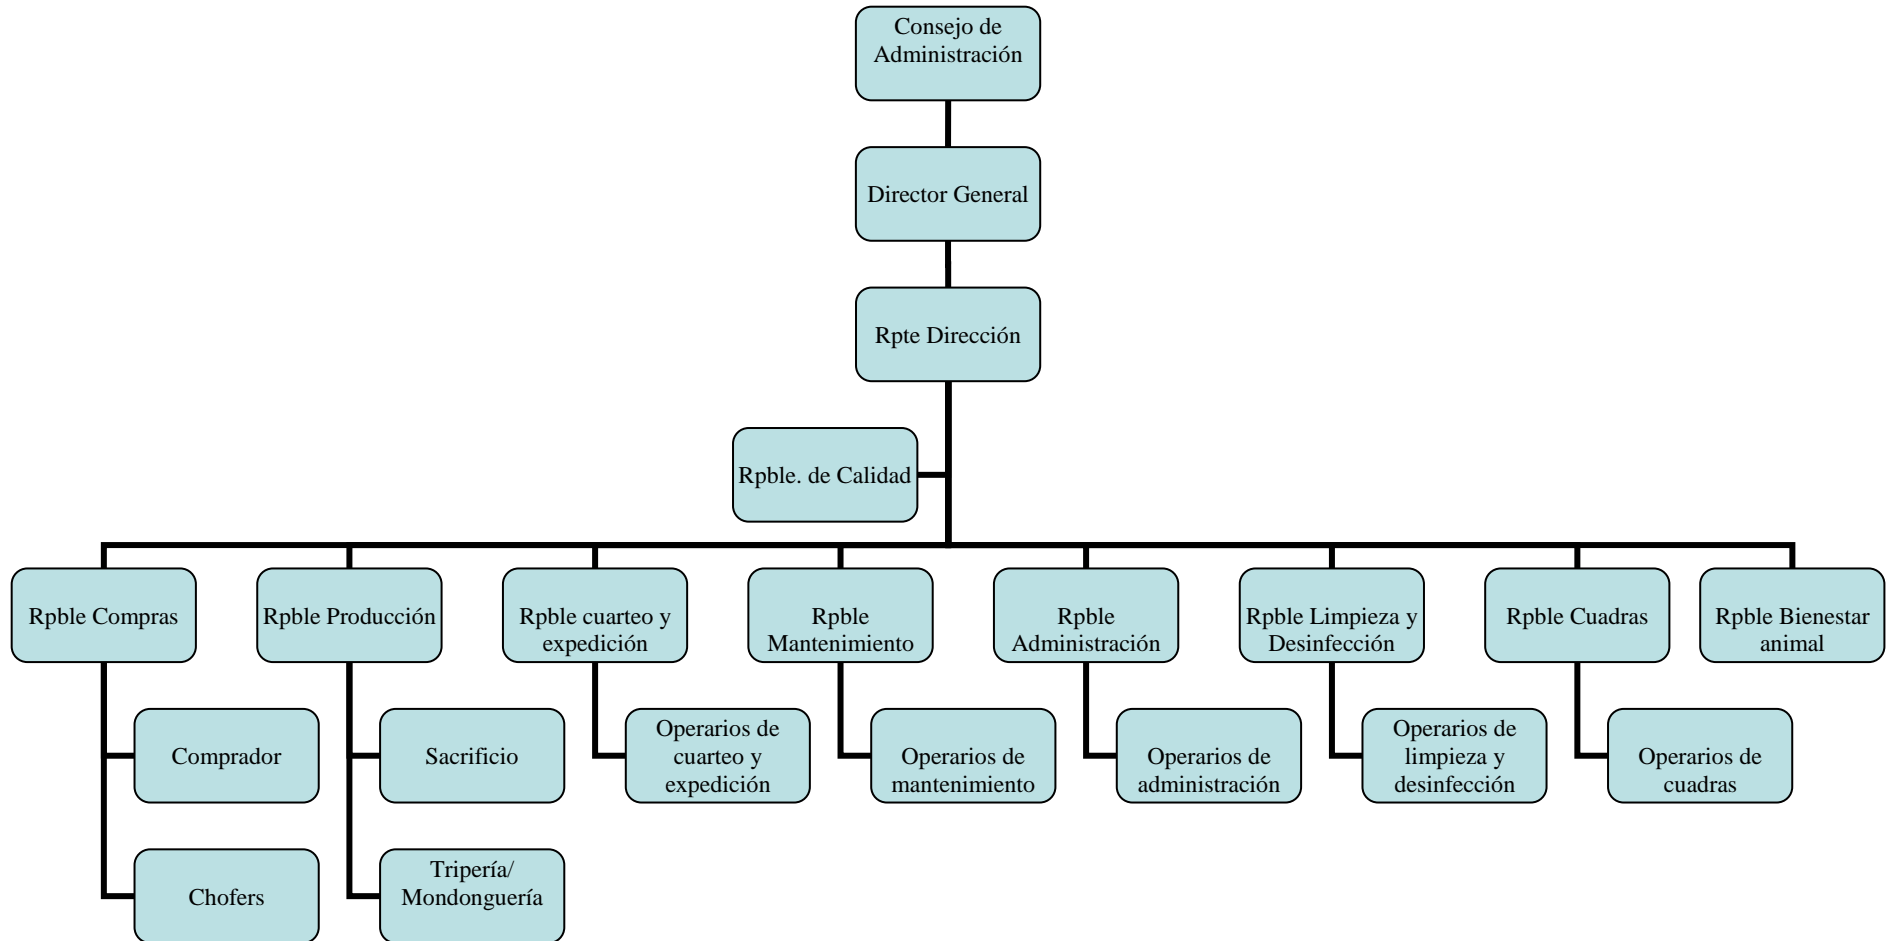 Consejo de
Administración
Director General
Rpte Dirección
Rpble. de Calidad
Rpble Compras
Rpble Producción
Rpble cuarteo y
expedición
Rpble
Mantenimiento
Rpble
Administración
Rpble Limpieza y
Desinfección
Rpble Cuadras
Rpble Bienestar
animal
Comprador
Sacrificio
Operarios de
cuarteo y
expedición
Operarios de
mantenimiento
Operarios de
administración
Operarios de
limpieza y
desinfección
Operarios de
cuadras
Chofers
Tripería/
Mondonguería